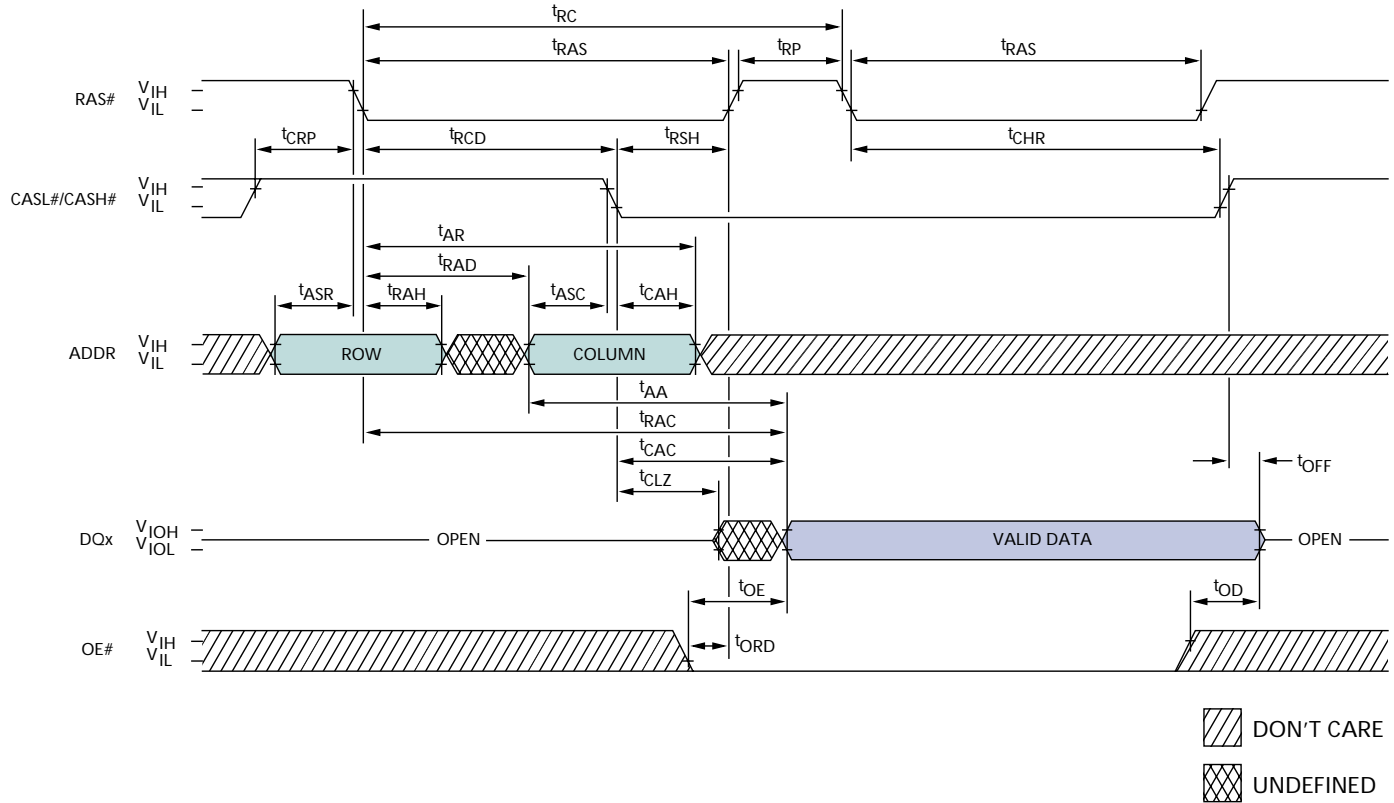 tRC
tRAS tRP tRAS
RAS# VIH
VIL
tCRP tRCD tRSH tCHR
CASL#/CASH# VIH
VIL
tAR
tRAD
tASR tRAH tASC tCAH
ADDR VIH
VIL
ROW COLUMN
tAA
tRAC
tCAC
tOFF
tCLZ
DQx VIOH
VIOL
OPEN VALID DATA OPEN
tOE tOD
OE# VIH
VIL
tORD
DON'T CARE
UNDEFINED